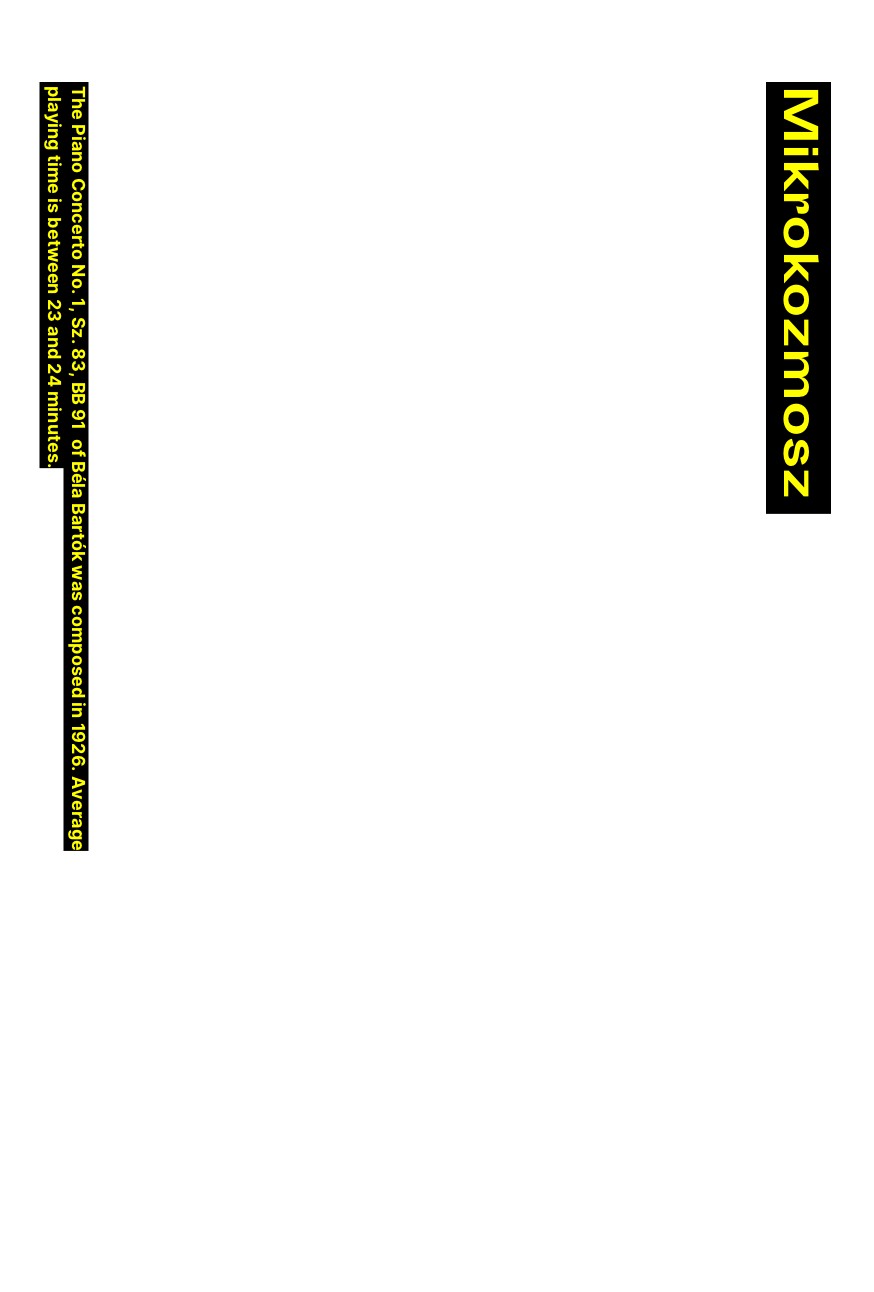 Mikrokozmosz
The Piano Concerto No. 1, Sz. 83, BB 91  of Béla Bartók was composed in 1926. Average
playing time is between 23 and 24 minutes.